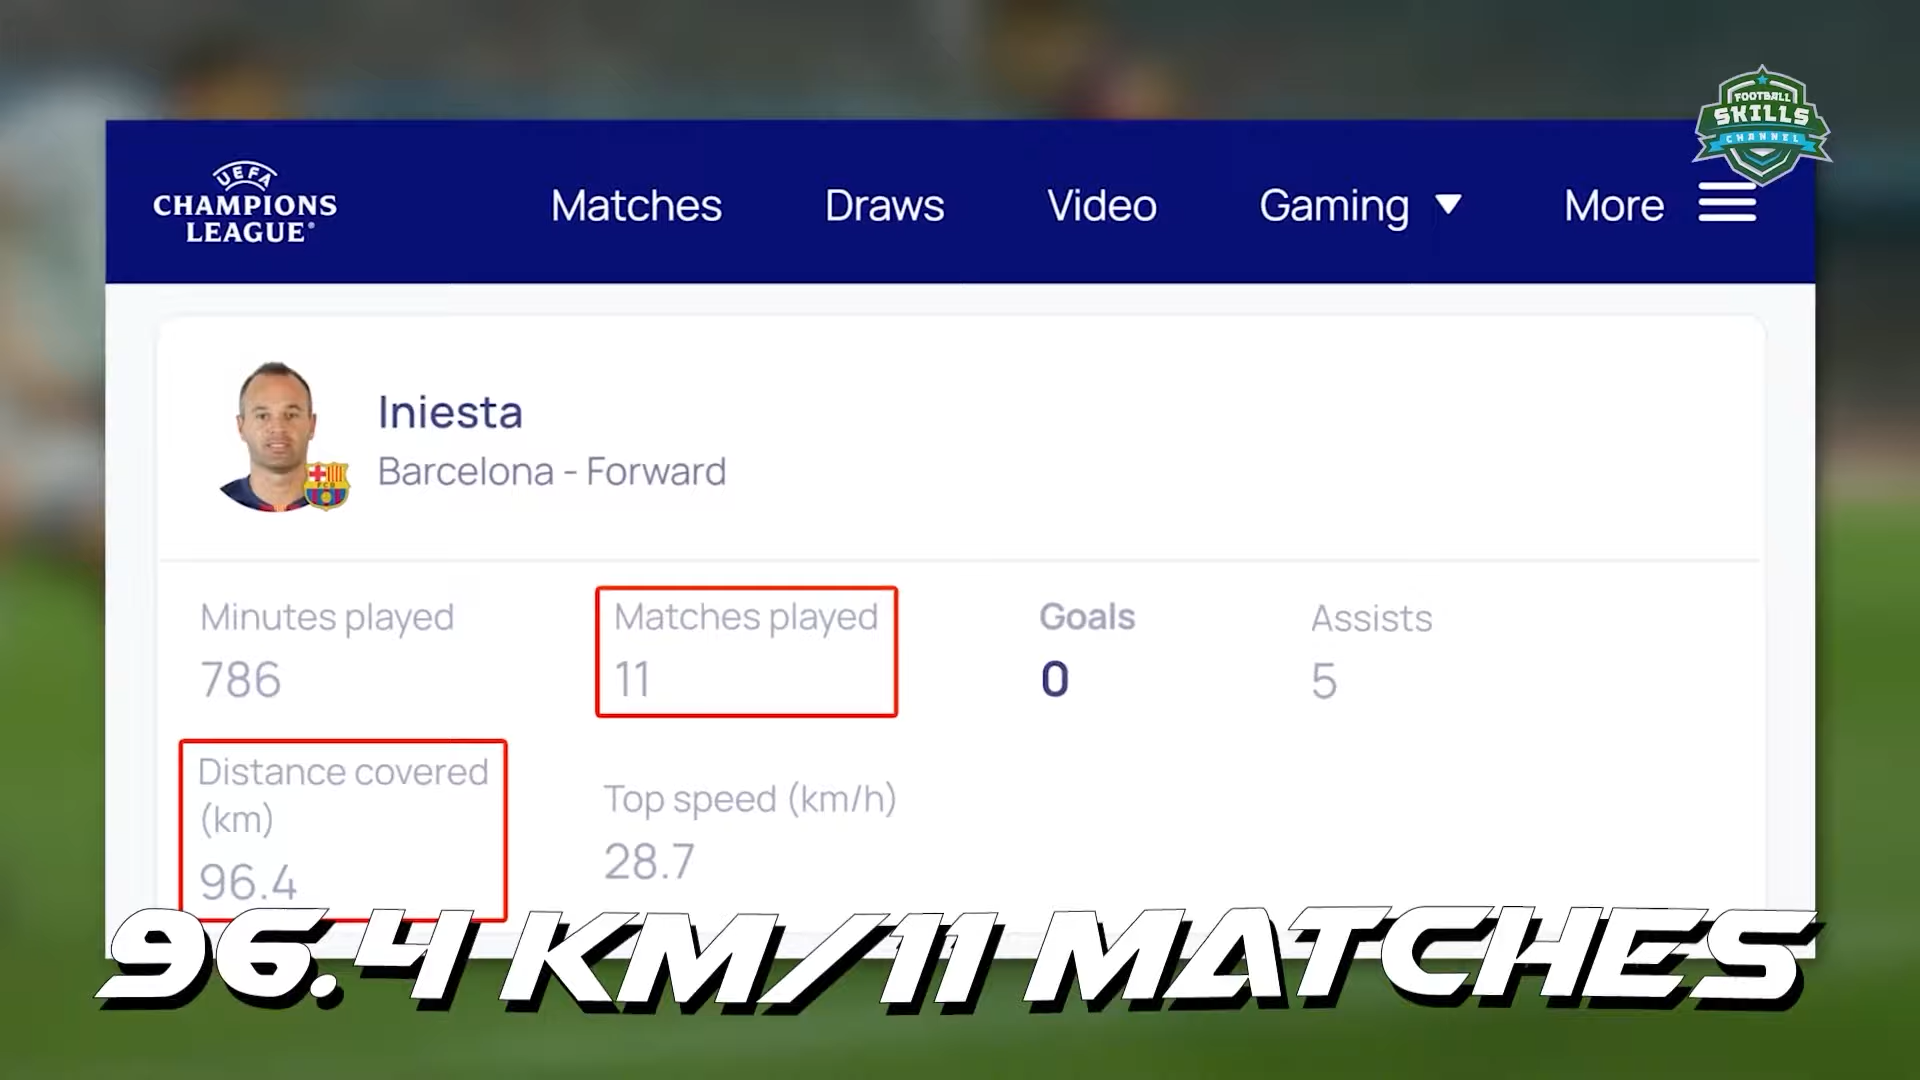 FOOTBALL
SKILLS
CHANNEL
UEFA
CHAMPIONS
LEAGUE®
Matches
Draws
Video
Gaming
More
Iniesta
FCB
Barcelona - Forward
Minutes played
786
Matches played
11
Goals
0
Assists
5
Distance covered
(km)
96.4
Top speed (km/h)
28.7
96.4 KM/11 MATCHES